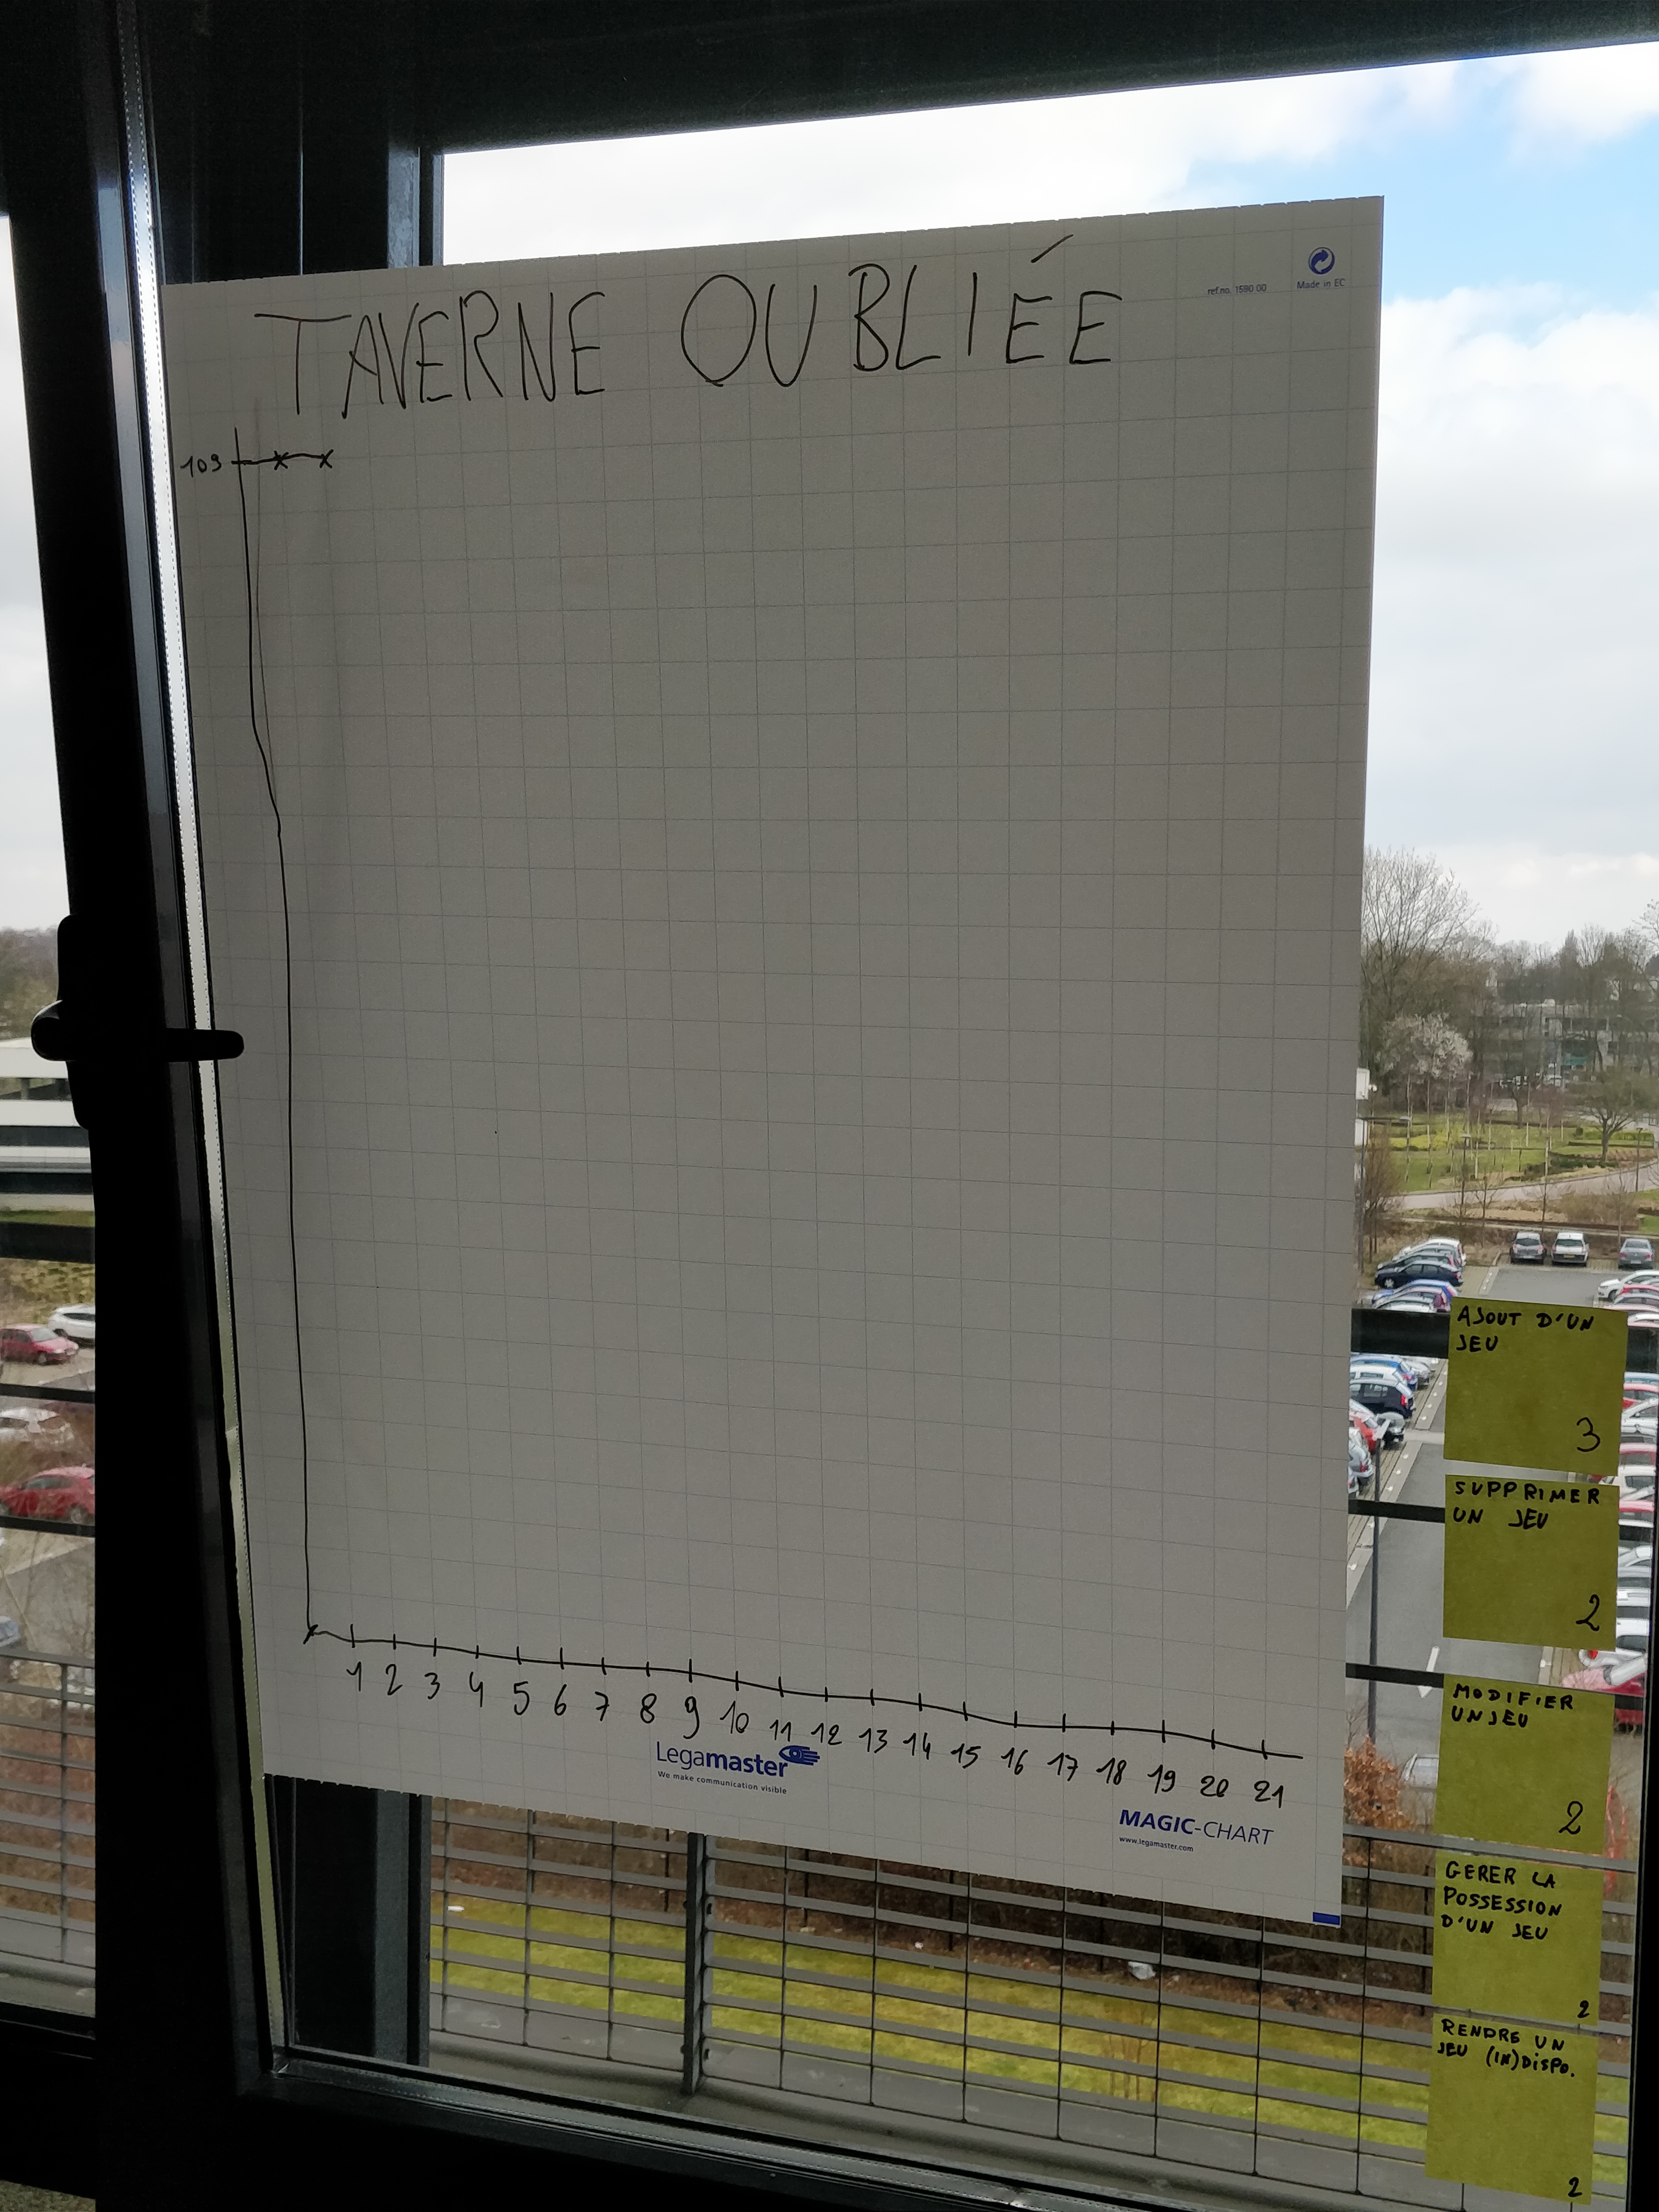 TAVERNE OUBLIÉE
ref.no. 1590 00
Made in EC
109
1 2 3 4 5 6 7 8 9 10 11 12 13 14 15 16 17 18 19 20 21
Legamaster
We make communication visible
MAGIC-CHART
www.legamaster.com
AJOUT D'UN
JEU
3
SUPPRIMER
UN JEU
2
MODIFIER
UN JEU
2
GERER LA
POSSESSION
D'UN JEU
2
RENDRE UN
JEU (IN)DISPO.
2